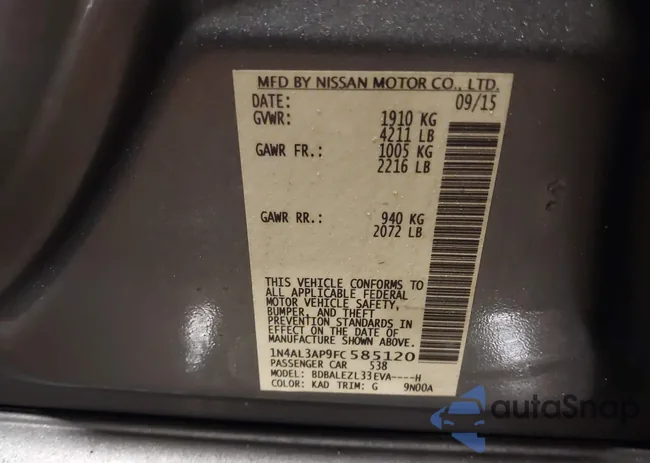 MFD BY NISSAN MOTOR CO., LTD.
DATE: 09/15
GVWR: 1910 KG
4211 LB
GAWR FR.: 1005 KG
2216 LB
GAWR RR.: 940 KG
2072 LB
THIS VEHICLE CONFORMS TO
ALL APPLICABLE FEDERAL
MOTOR VEHICLE SAFETY,
BUMPER, AND THEFT
PREVENTION STANDARDS IN
EFFECT ON THE DATE OF
MANUFACTURE SHOWN ABOVE.
1N4AL3AP9FC585120
PASSENGER CAR 538
MODEL: BDBALEZL33EVA----H
COLOR: KAD TRIM: G 9N00A
autoSnap